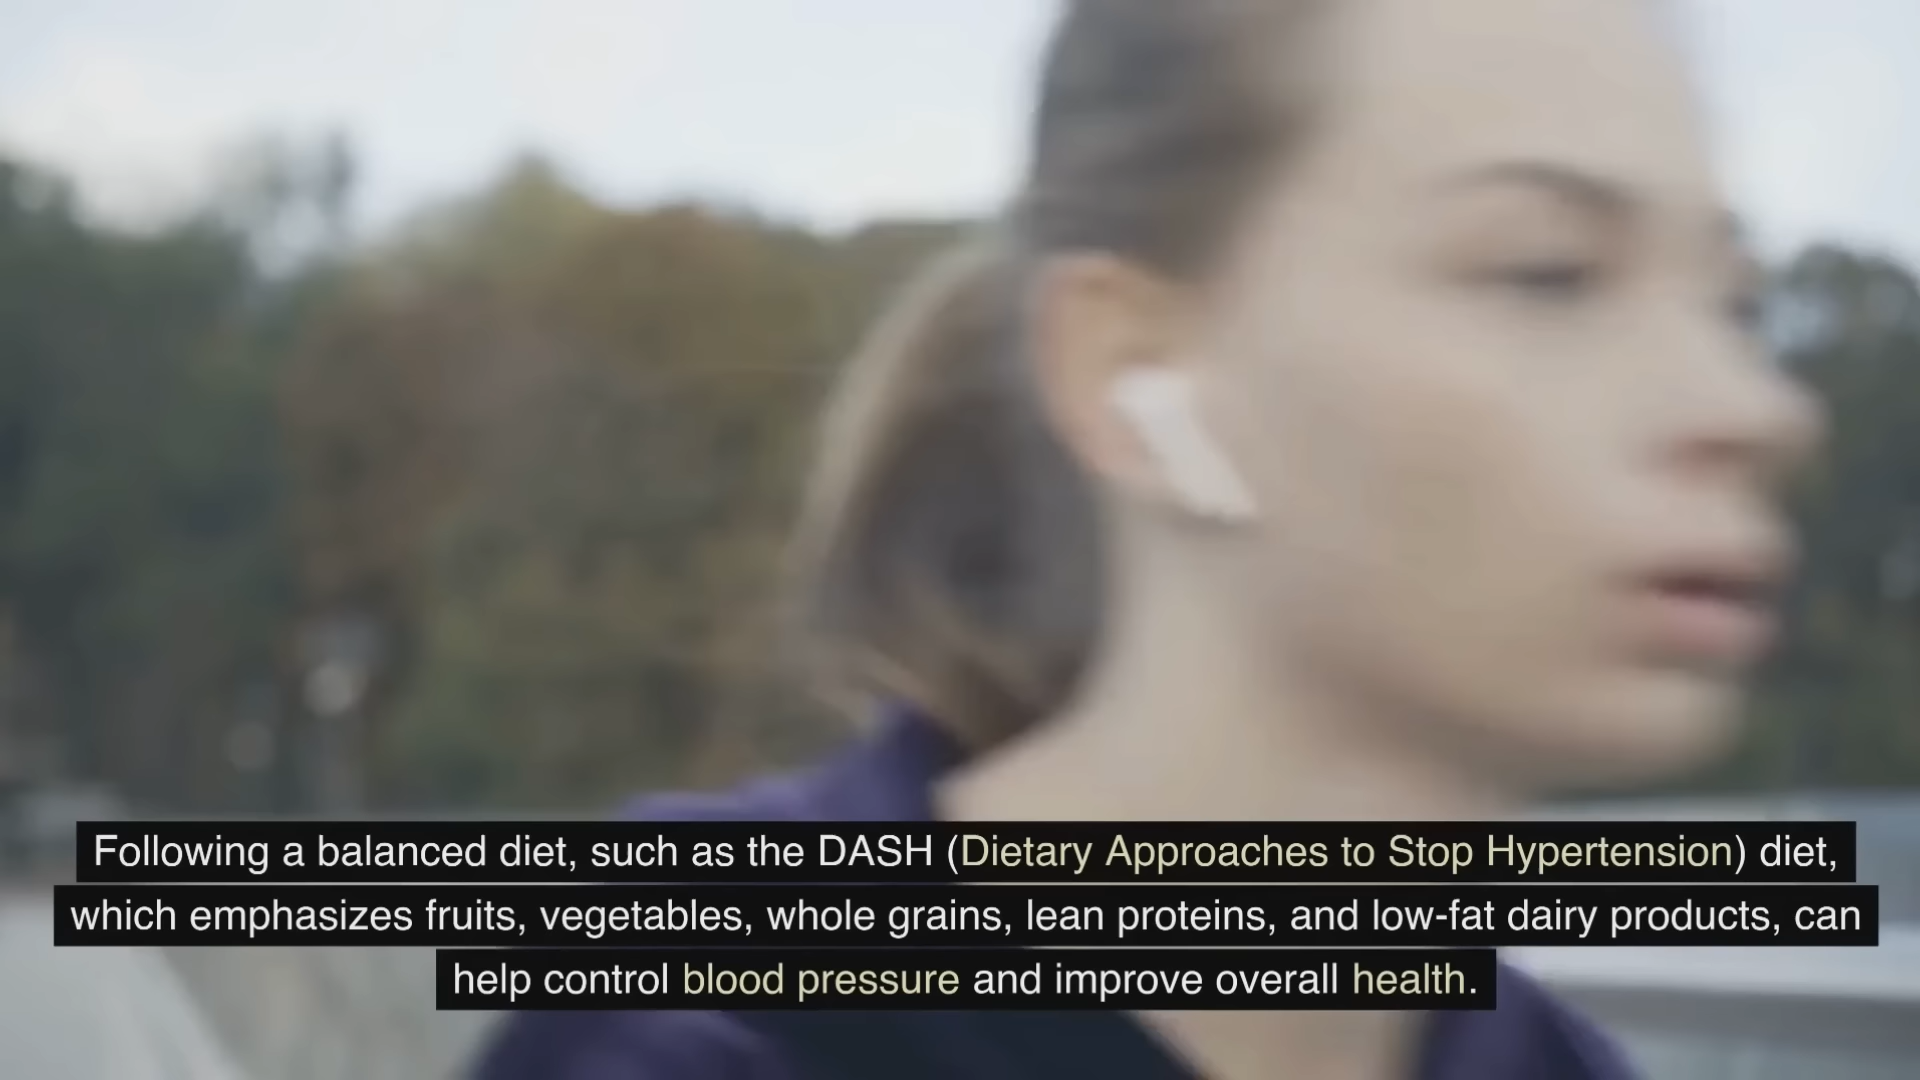 Following a balanced diet, such as the DASH (Dietary Approaches to Stop Hypertension) diet,
which emphasizes fruits, vegetables, whole grains, lean proteins, and low-fat dairy products, can
help control blood pressure and improve overall health.